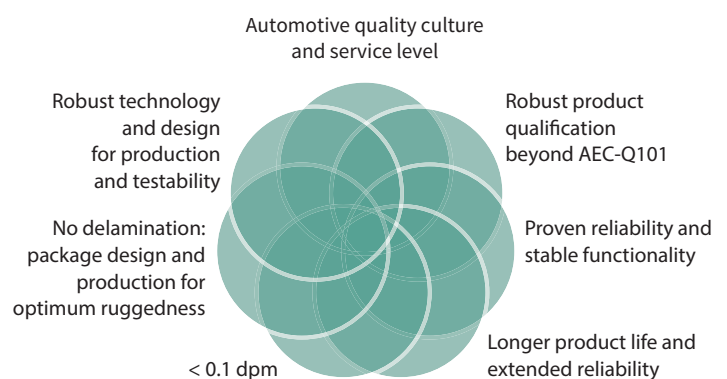 Automotive quality culture
and service level
Robust technology
and design
for production
and testability
Robust product
qualification
beyond AEC-Q101
No delamination:
package design and
production for
optimum ruggedness
Proven reliability and
stable functionality
< 0.1 dpm
Longer product life and
extended reliability